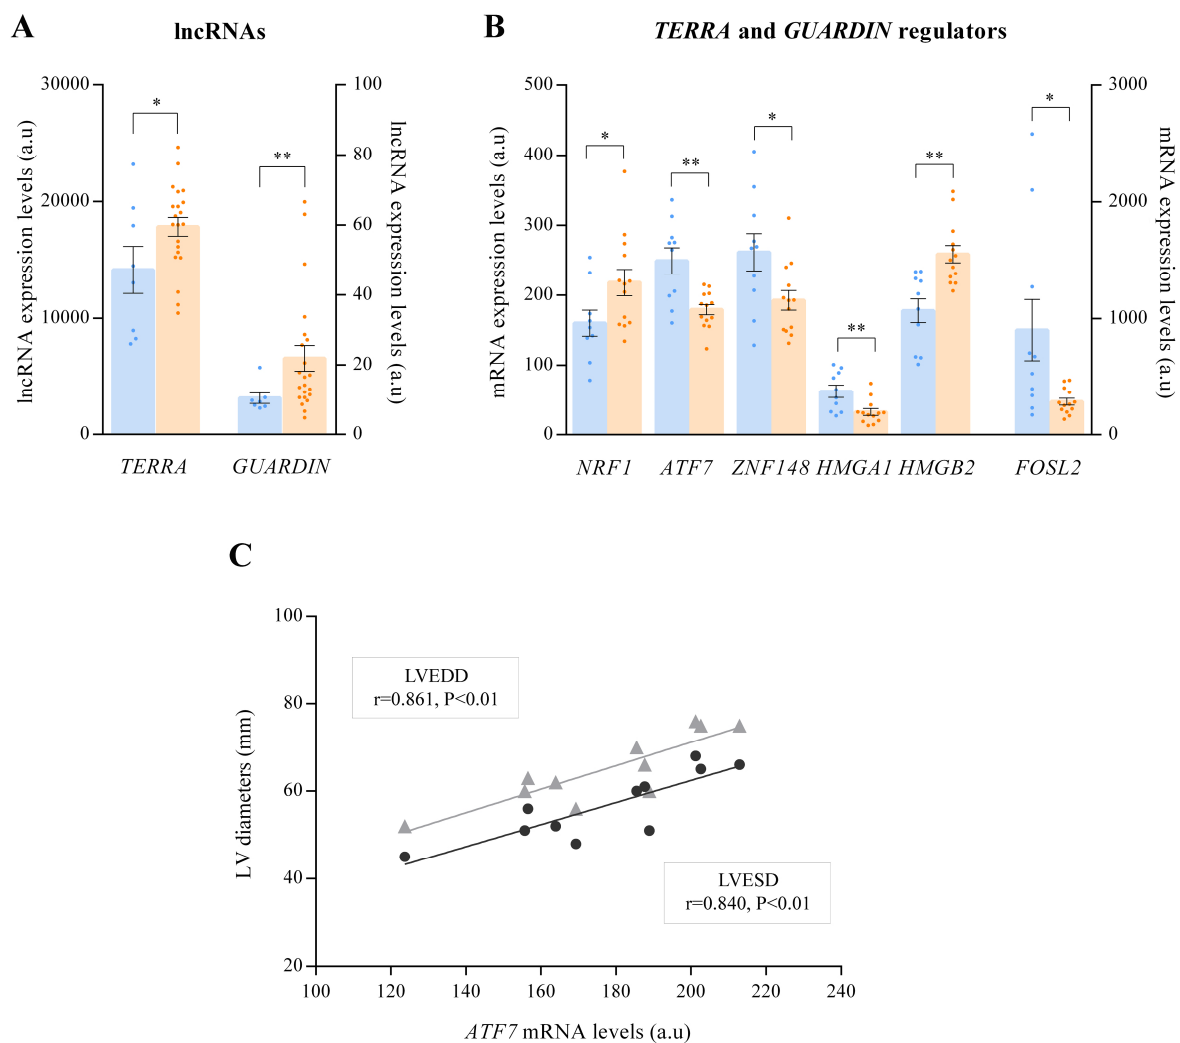 A
lncRNAs
lncRNA expression levels (a.u)
30000
20000
10000
0
*
**
100
80
60
40
20
0
lncRNA expression levels (a.u)
TERRA
GUARDIN
B
TERRA and GUARDIN regulators
mRNA expression levels (a.u)
500
400
300
200
100
0
*
**
*
**
**
*
3000
2000
1000
0
mRNA expression levels (a.u)
NRF1
ATF7
ZNF148
HMGA1
HMGB2
FOSL2
C
LV diameters (mm)
100
80
60
40
20
LVEDD
r=0.861, P<0.01
LVESD
r=0.840, P<0.01
100
120
140
160
180
200
220
240
ATF7 mRNA levels (a.u)